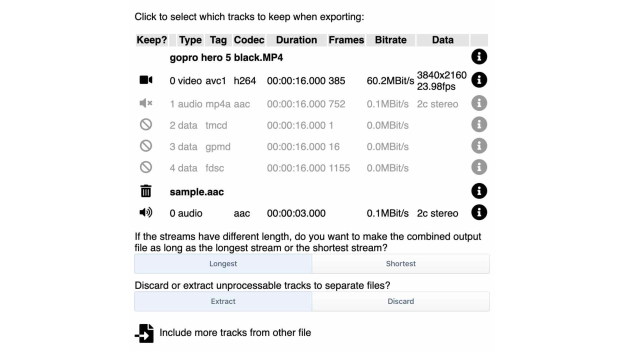 Click to select which tracks to keep when exporting:
Keep? Type Tag Codec Duration Frames Bitrate Data
gopro hero 5 black.MP4
0 video avc1 h264 00:00:16.000 385 60.2MBit/s 3840x2160 23.98fps
1 audio mp4a aac 00:00:16.000 752 0.1MBit/s 2c stereo
2 data tmcd 00:00:16.000 1 0.0MBit/s
3 data gpmd 00:00:16.000 16 0.0MBit/s
4 data fdsc 00:00:16.000 1155 0.0MBit/s
sample.aac
0 audio aac 00:00:03.000 0.1MBit/s 2c stereo
If the streams have different length, do you want to make the combined output
file as long as the longest stream or the shortest stream?
Longest Shortest
Discard or extract unprocessable tracks to separate files?
Extract Discard
Include more tracks from other file